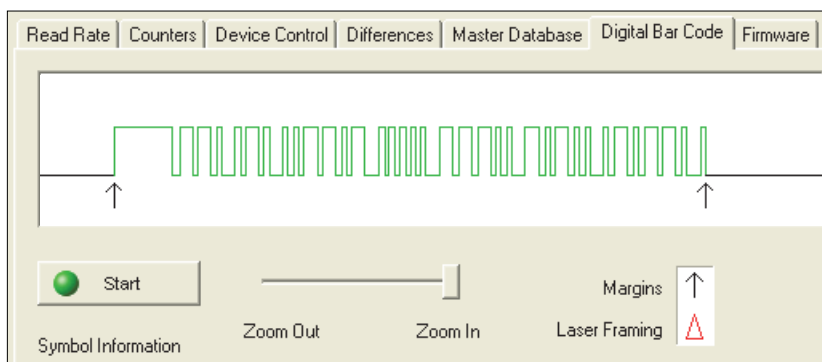 Read Rate Counters Device Control Differences Master Database Digital Bar Code Firmware
Start
Margins
Zoom Out Zoom In Laser Framing
Symbol Information